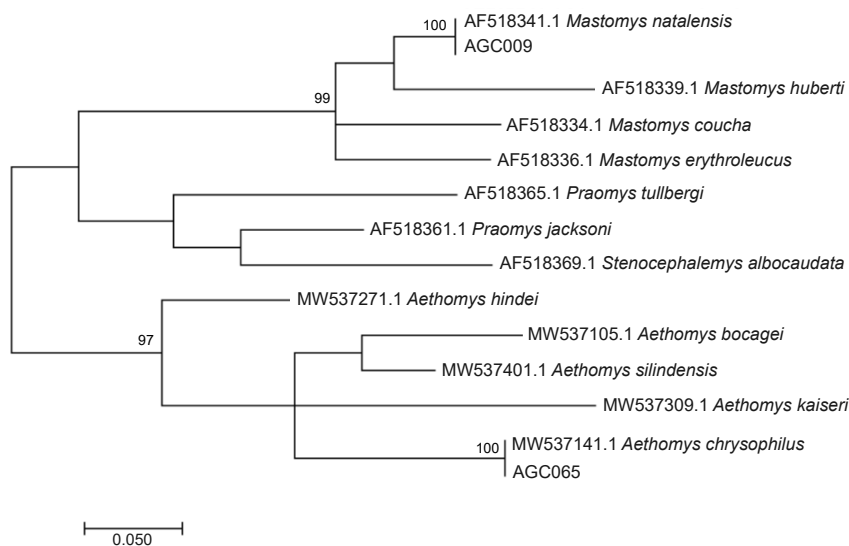 100
AF518341.1 Mastomys natalensis
AGC009
AF518339.1 Mastomys huberti
99
AF518334.1 Mastomys coucha
AF518336.1 Mastomys erythroleucus
AF518365.1 Praomys tullbergi
AF518361.1 Praomys jacksoni
AF518369.1 Stenocephalemys albocaudata
MW537271.1 Aethomys hindei
97
MW537105.1 Aethomys bocagei
MW537401.1 Aethomys silindensis
MW537309.1 Aethomys kaiseri
100
MW537141.1 Aethomys chrysophilus
AGC065
0.050